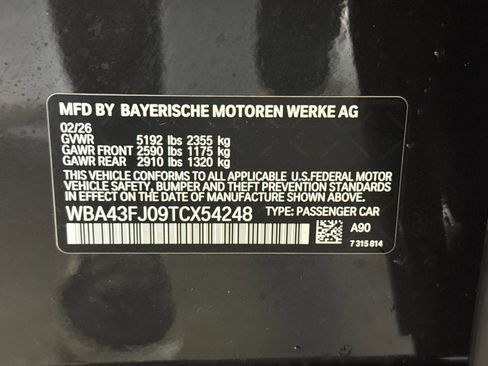 MFD BY BAYERISCHE MOTOREN WERKE AG
02/26
GVWR 5192 lbs 2355 kg
GAWR FRONT 2590 lbs 1175 kg
GAWR REAR 2910 lbs 1320 kg
THIS VEHICLE CONFORMS TO ALL APPLICABLE U.S.FEDERAL MOTOR
VEHICLE SAFETY, BUMPER AND THEFT PREVENTION STANDARDS
IN EFFECT ON THE DATE OF MANUFACTURE SHOWN ABOVE.
WBA43FJ09TCX54248 TYPE: PASSENGER CAR
A90
7 315 814